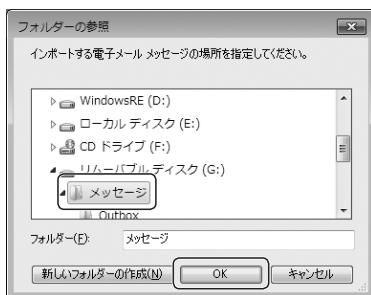 フォルダーの参照
インポートする電子メール メッセージの場所を指定してください。
WindowsRE (D:)
ローカル ディスク (E:)
CD ドライブ (F:)
リムーバブル ディスク (G:)
メッセージ
Outbox
フォルダー(F): メッセージ
新しいフォルダーの作成(N) OK キャンセル